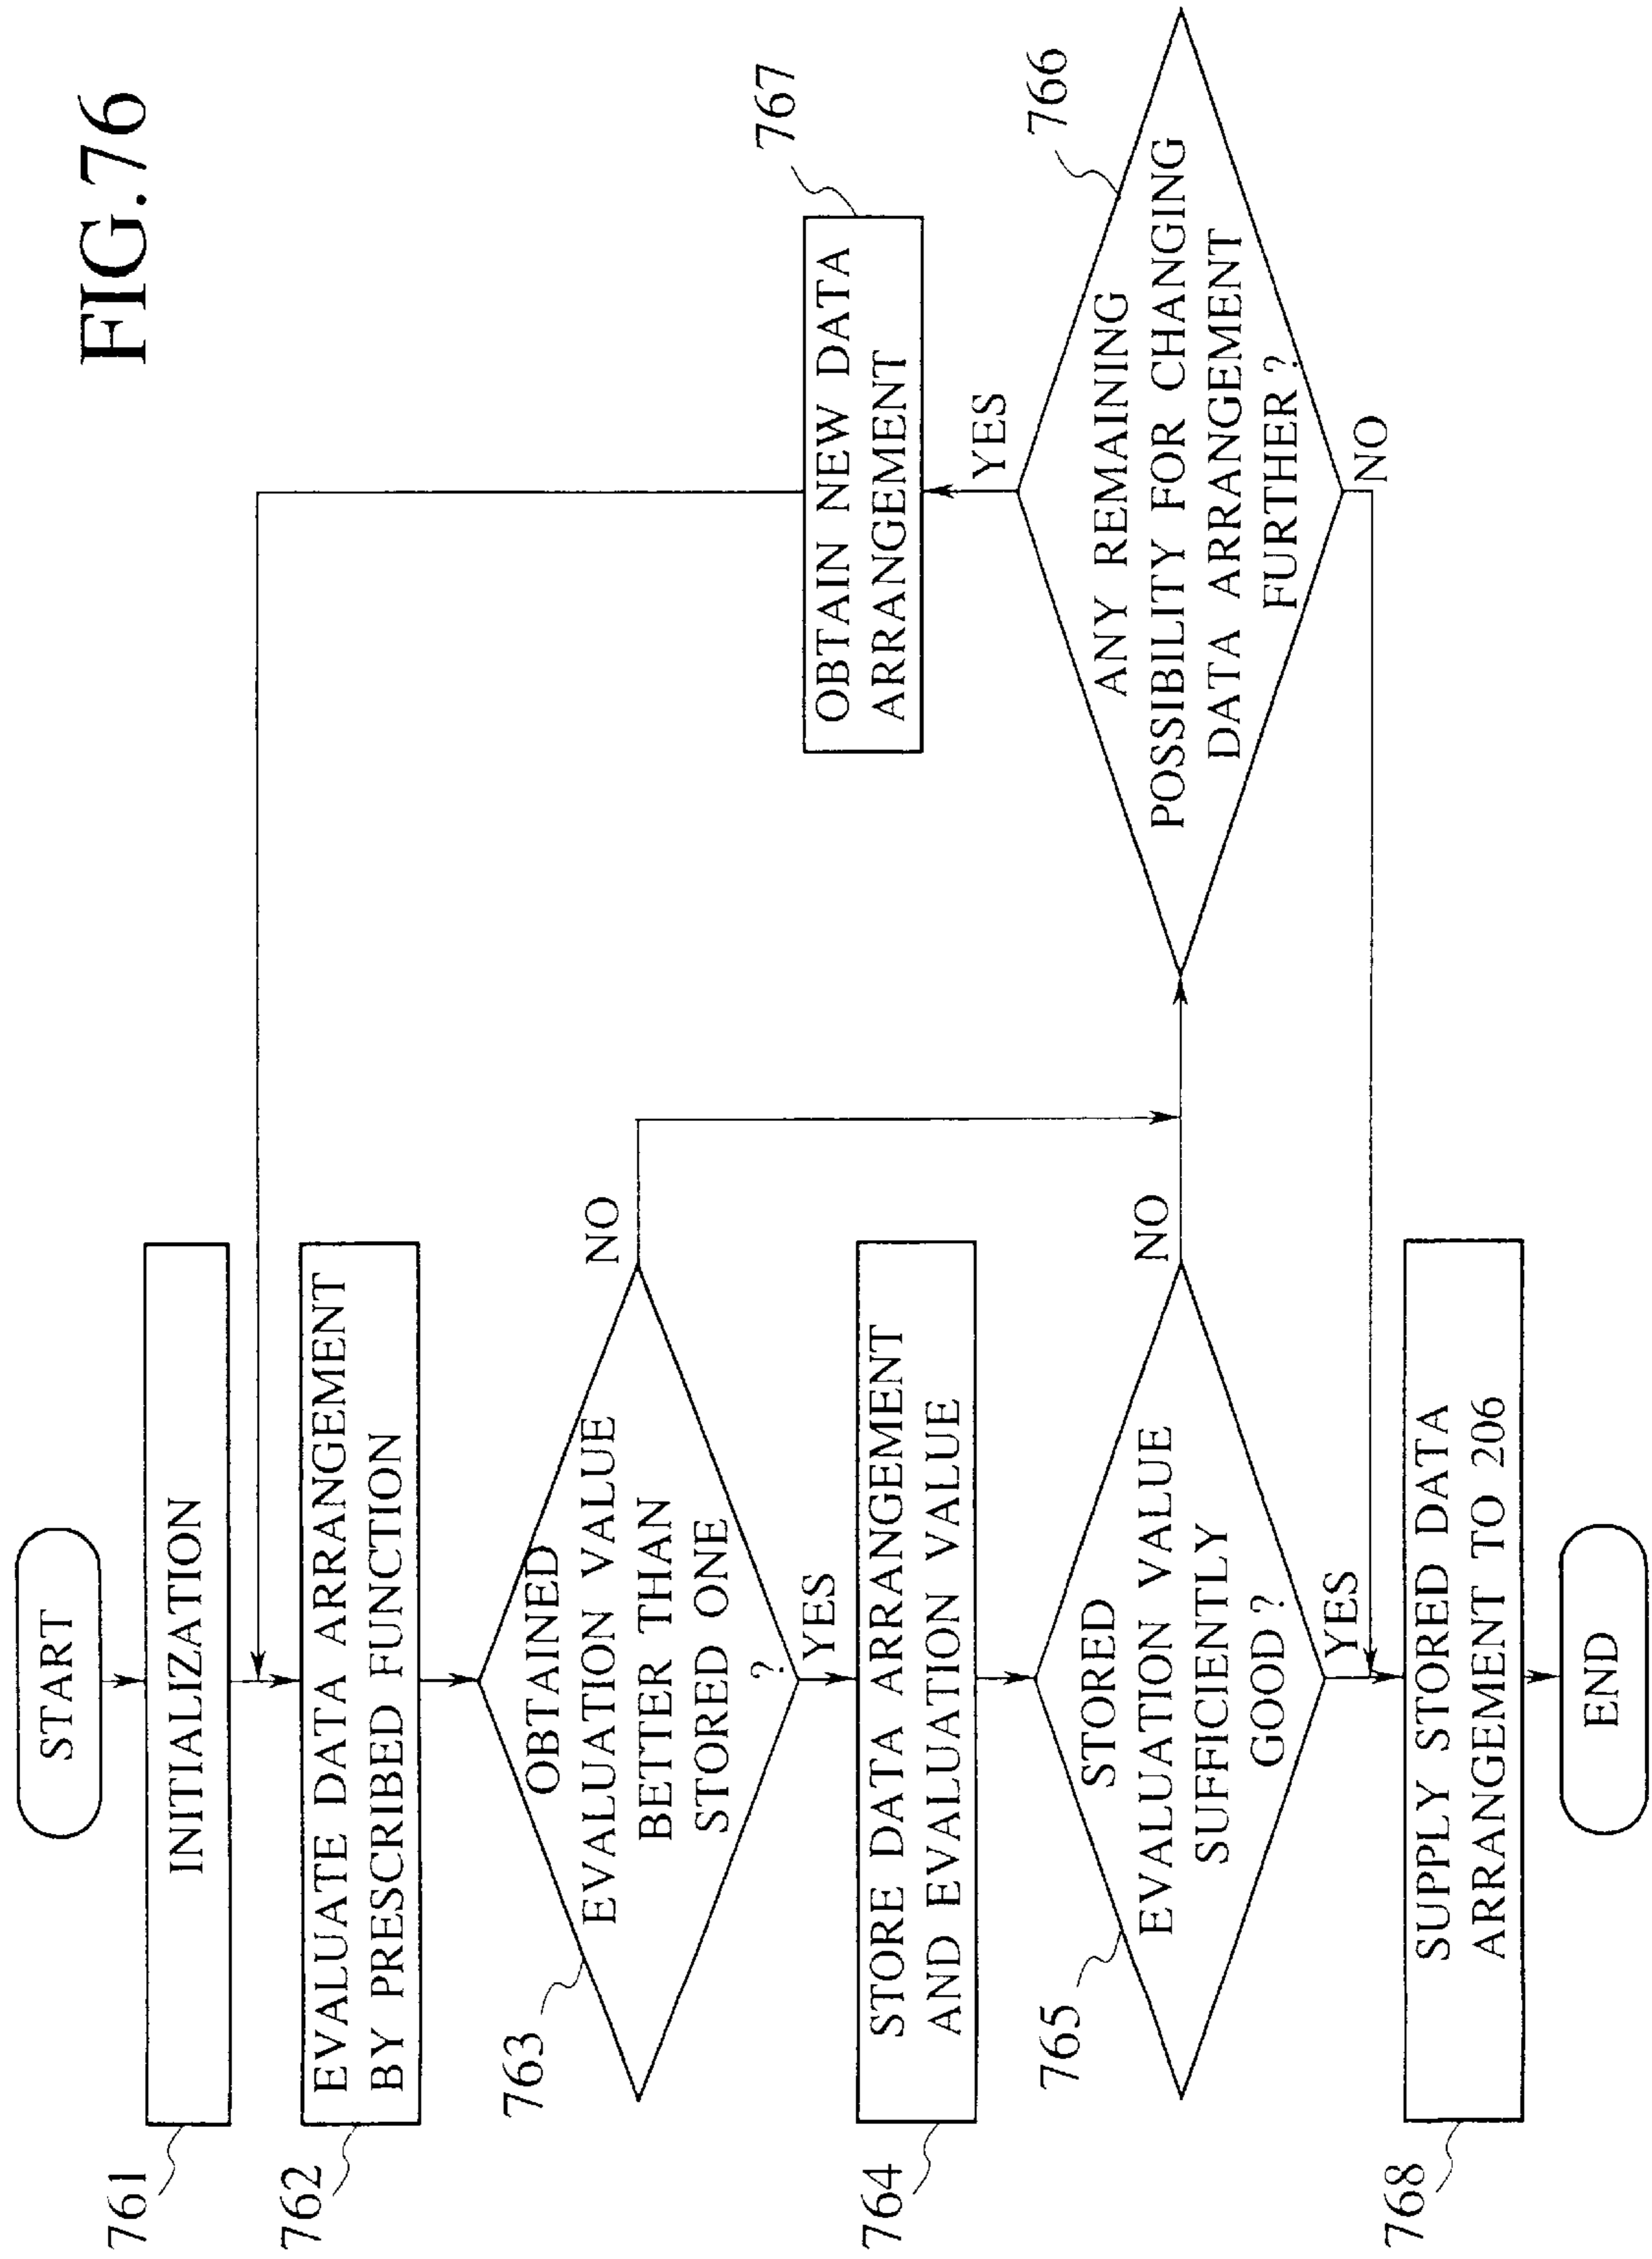 FIG.76
START
761
INITIALIZATION
762
EVALUATE DATA ARRANGEMENT
BY PRESCRIBED FUNCTION
763
OBTAINED
EVALUATION VALUE
BETTER THAN
STORED ONE
?
NO
YES
764
STORE DATA ARRANGEMENT
AND EVALUATION VALUE
765
STORED
EVALUATION VALUE
SUFFICIENTLY
GOOD ?
NO
YES
767
OBTAIN NEW DATA
ARRANGEMENT
YES
766
ANY REMAINING
POSSIBILITY FOR CHANGING
DATA ARRANGEMENT
FURTHER ?
NO
768
SUPPLY STORED DATA
ARRANGEMENT TO 206
END